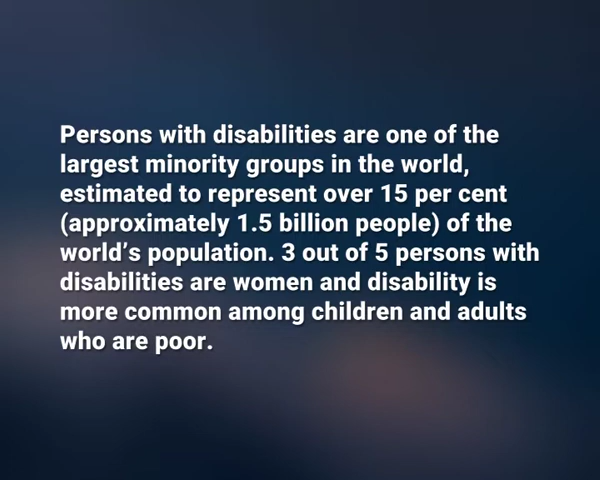 Persons with disabilities are one of the
largest minority groups in the world,
estimated to represent over 15 per cent
(approximately 1.5 billion people) of the
world’s population. 3 out of 5 persons with
disabilities are women and disability is
more common among children and adults
who are poor.